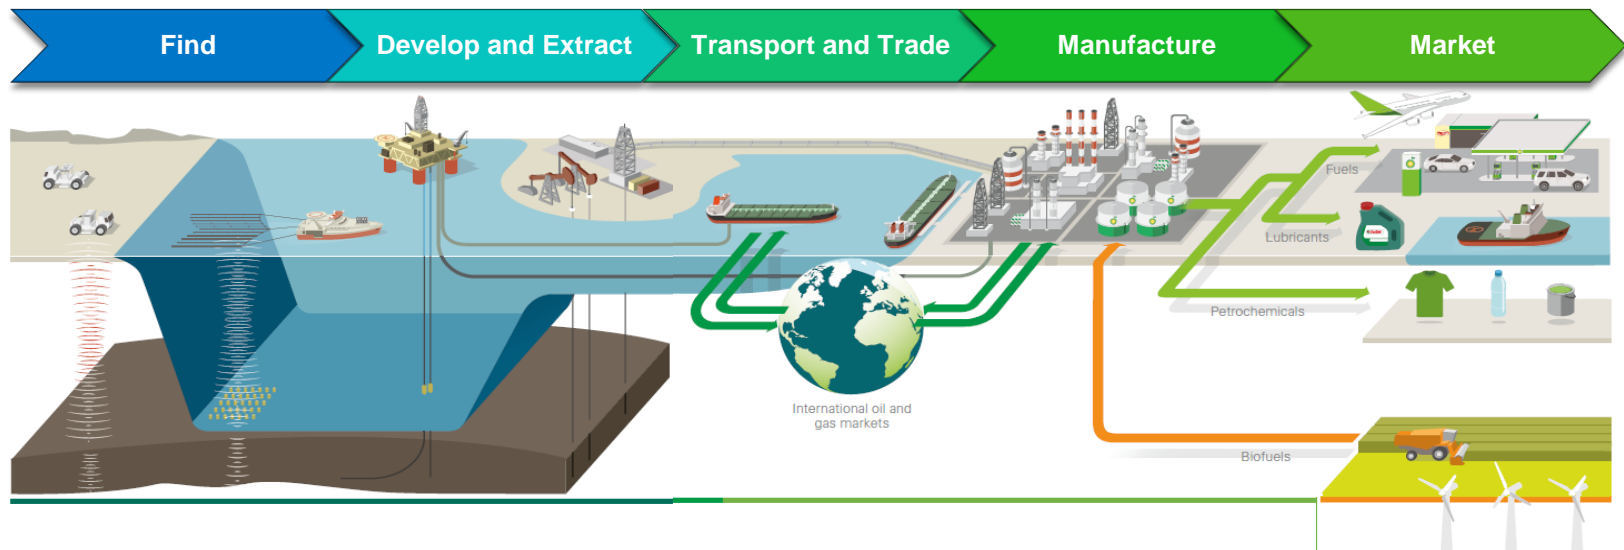 Find
Develop and Extract
Transport and Trade
Manufacture
Market
Fuels
Lubricants
Petrochemicals
International oil and
gas markets
Biofuels